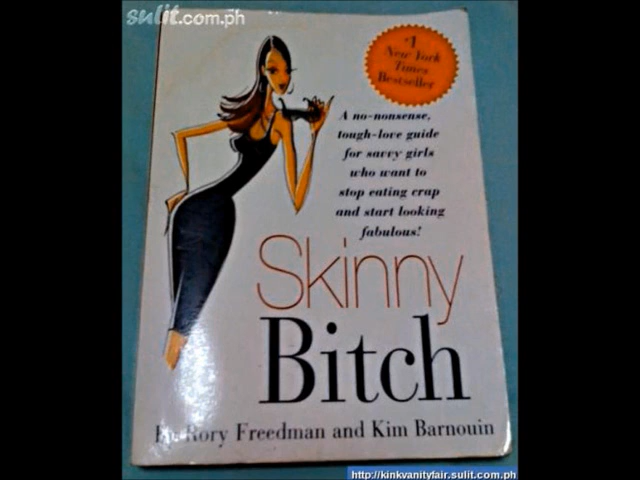 sulit.com.ph
#1
New York
Times
Bestseller
A no-nonsense,
tough-love guide
for savvy girls
who want to
stop eating crap
and start looking
fabulous!
Skinny
Bitch
Rory Freedman and Kim Barnouin
http://kinkvanityfair.sulit.com.ph